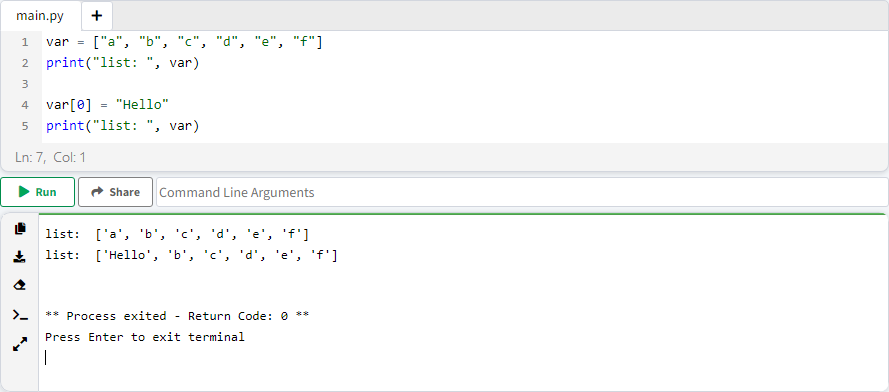 main.py +
1 var = ["a", "b", "c", "d", "e", "f"]
2 print("list: ", var)
3
4 var[0] = "Hello"
5 print("list: ", var)
Ln: 7, Col: 1
Run Share Command Line Arguments
list:  ['a', 'b', 'c', 'd', 'e', 'f']
list:  ['Hello', 'b', 'c', 'd', 'e', 'f']
** Process exited - Return Code: 0 **
Press Enter to exit terminal